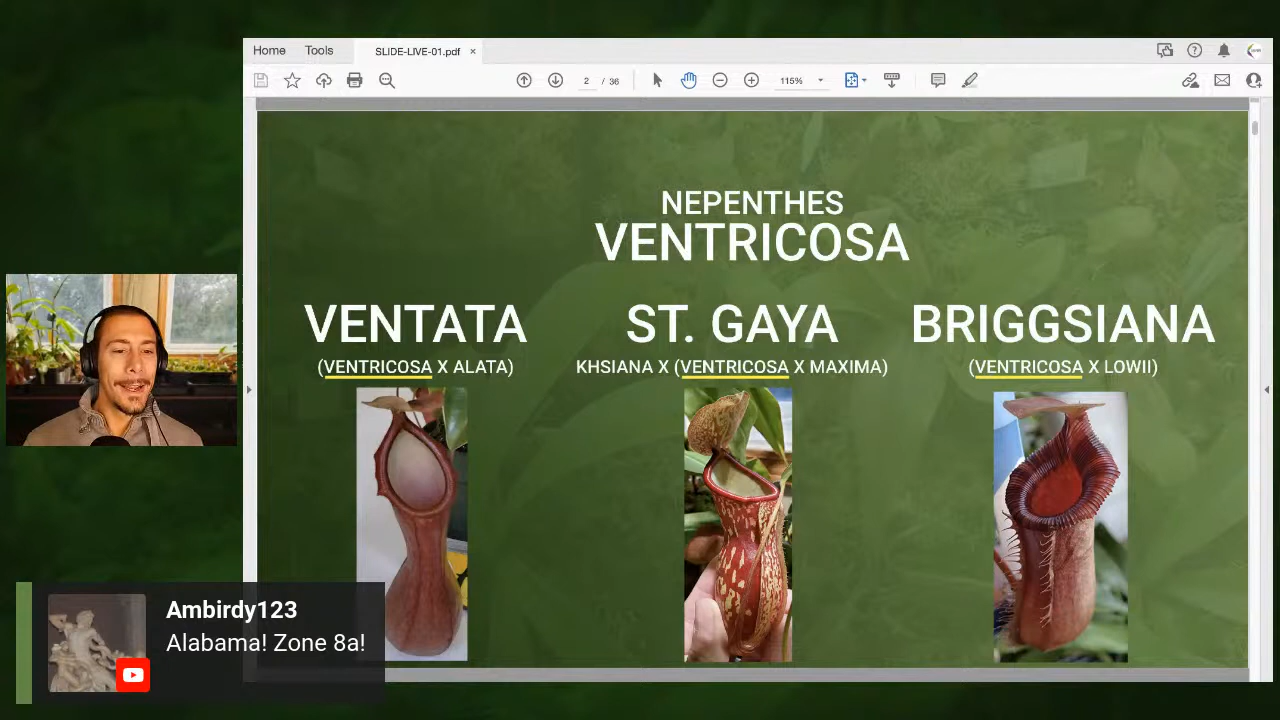 Home Tools SLIDE-LIVE-01.pdf ×
2 / 36 115%
NEPENTHES
VENTRICOSA
VENTATA ST. GAYA BRIGGSIANA
(VENTRICOSA X ALATA) KHSIANA X (VENTRICOSA X MAXIMA) (VENTRICOSA X LOWII)
Ambirdy123
Alabama! Zone 8a!